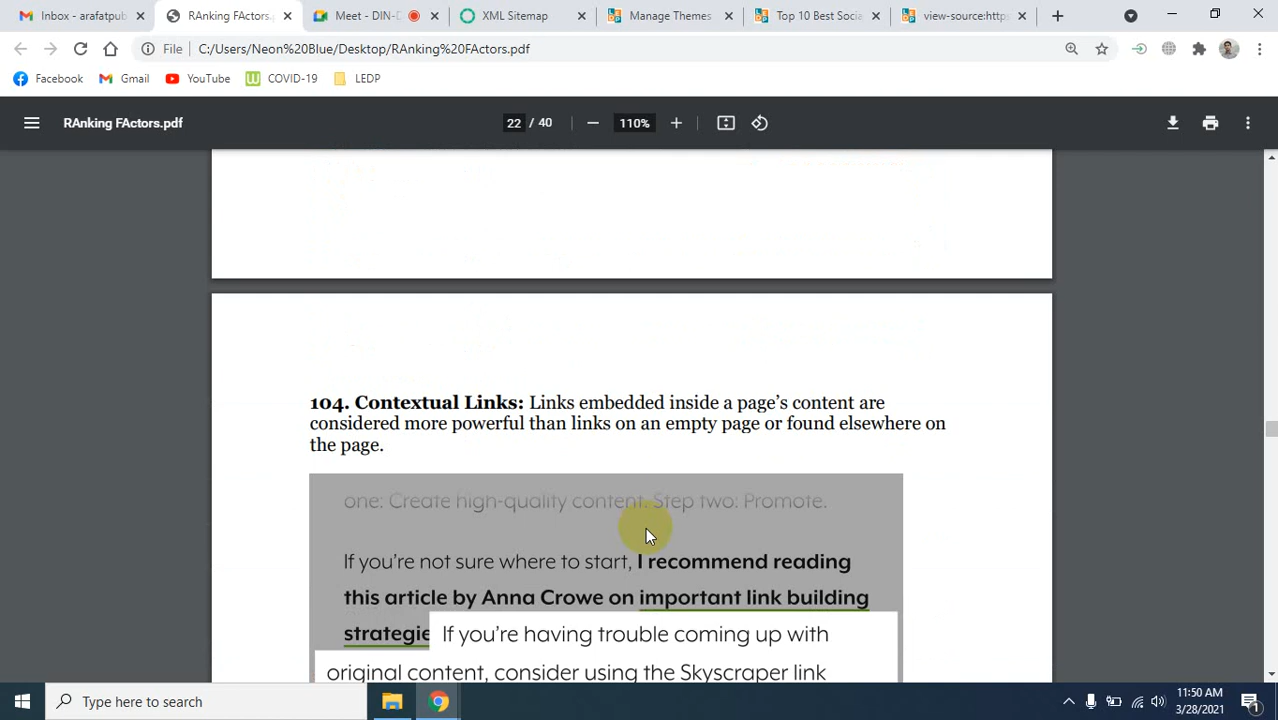 Inbox - arafatpub
RAnking FActors.
Meet - DIN-D
XML Sitemap
Manage Themes
Top 10 Best Socia
view-source:https
File C:/Users/Neon%20Blue/Desktop/RAnking%20FActors.pdf
Facebook Gmail YouTube COVID-19 LEDP
RAnking FActors.pdf 22 / 40 110%
104. Contextual Links: Links embedded inside a page's content are
considered more powerful than links on an empty page or found elsewhere on
the page.
one: Create high-quality content. Step two: Promote.
If you're not sure where to start, I recommend reading
this article by Anna Crowe on important link building
strategie
If you're having trouble coming up with
original content, consider using the Skyscraper link
Type here to search
11:50 AM
3/28/2021
1